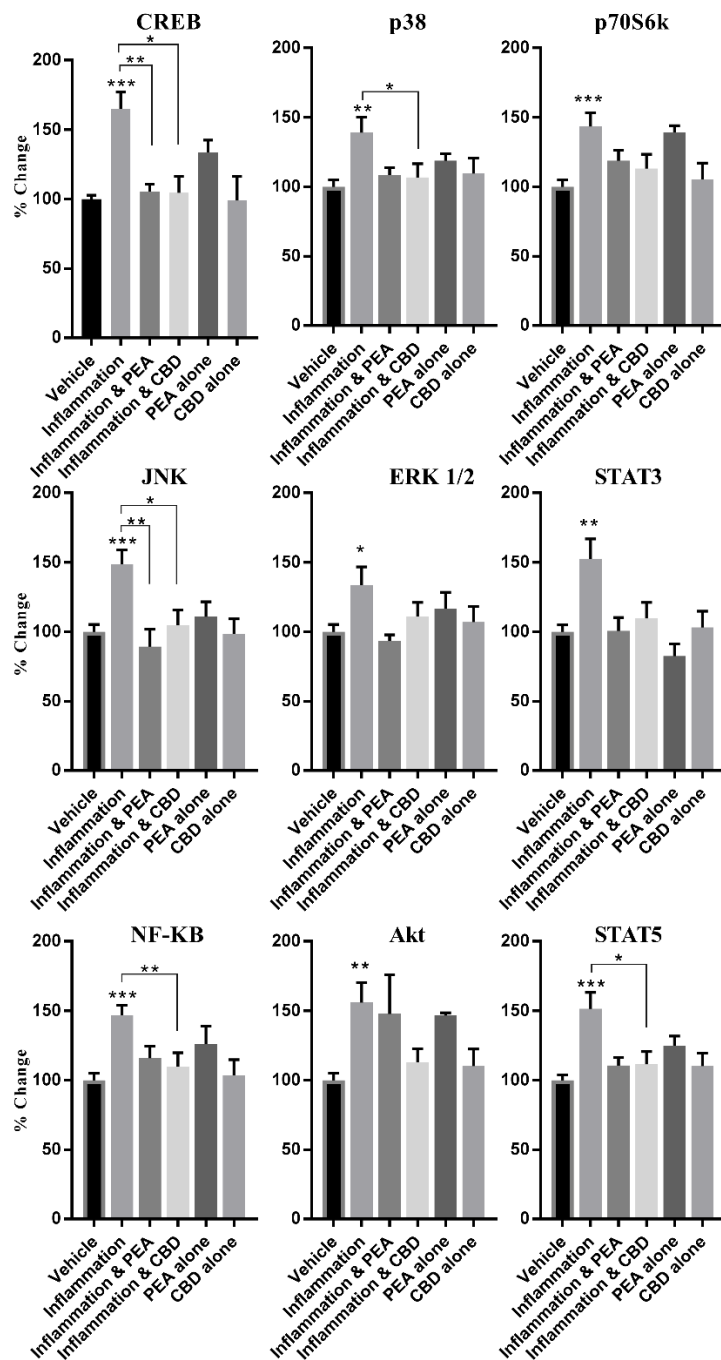 CREB
p38
p70S6k
200
150
100
50
0
% Change
*
**
***
Vehicle
Inflammation
Inflammation & PEA
Inflammation & CBD
PEA alone
CBD alone
200
150
100
50
0
*
**
Vehicle
Inflammation
Inflammation & PEA
Inflammation & CBD
PEA alone
CBD alone
200
150
100
50
0
***
Vehicle
Inflammation
Inflammation & PEA
Inflammation & CBD
PEA alone
CBD alone
JNK
ERK 1/2
STAT3
200
150
100
50
0
% Change
*
**
***
Vehicle
Inflammation
Inflammation & PEA
Inflammation & CBD
PEA alone
CBD alone
200
150
100
50
0
*
Vehicle
Inflammation
Inflammation & PEA
Inflammation & CBD
PEA alone
CBD alone
200
150
100
50
0
**
Vehicle
Inflammation
Inflammation & PEA
Inflammation & CBD
PEA alone
CBD alone
NF-KB
Akt
STAT5
200
150
100
50
0
% Change
**
***
Vehicle
Inflammation
Inflammation & PEA
Inflammation & CBD
PEA alone
CBD alone
200
150
100
50
0
**
Vehicle
Inflammation
Inflammation & PEA
Inflammation & CBD
PEA alone
CBD alone
200
150
100
50
0
*
***
Vehicle
Inflammation
Inflammation & PEA
Inflammation & CBD
PEA alone
CBD alone